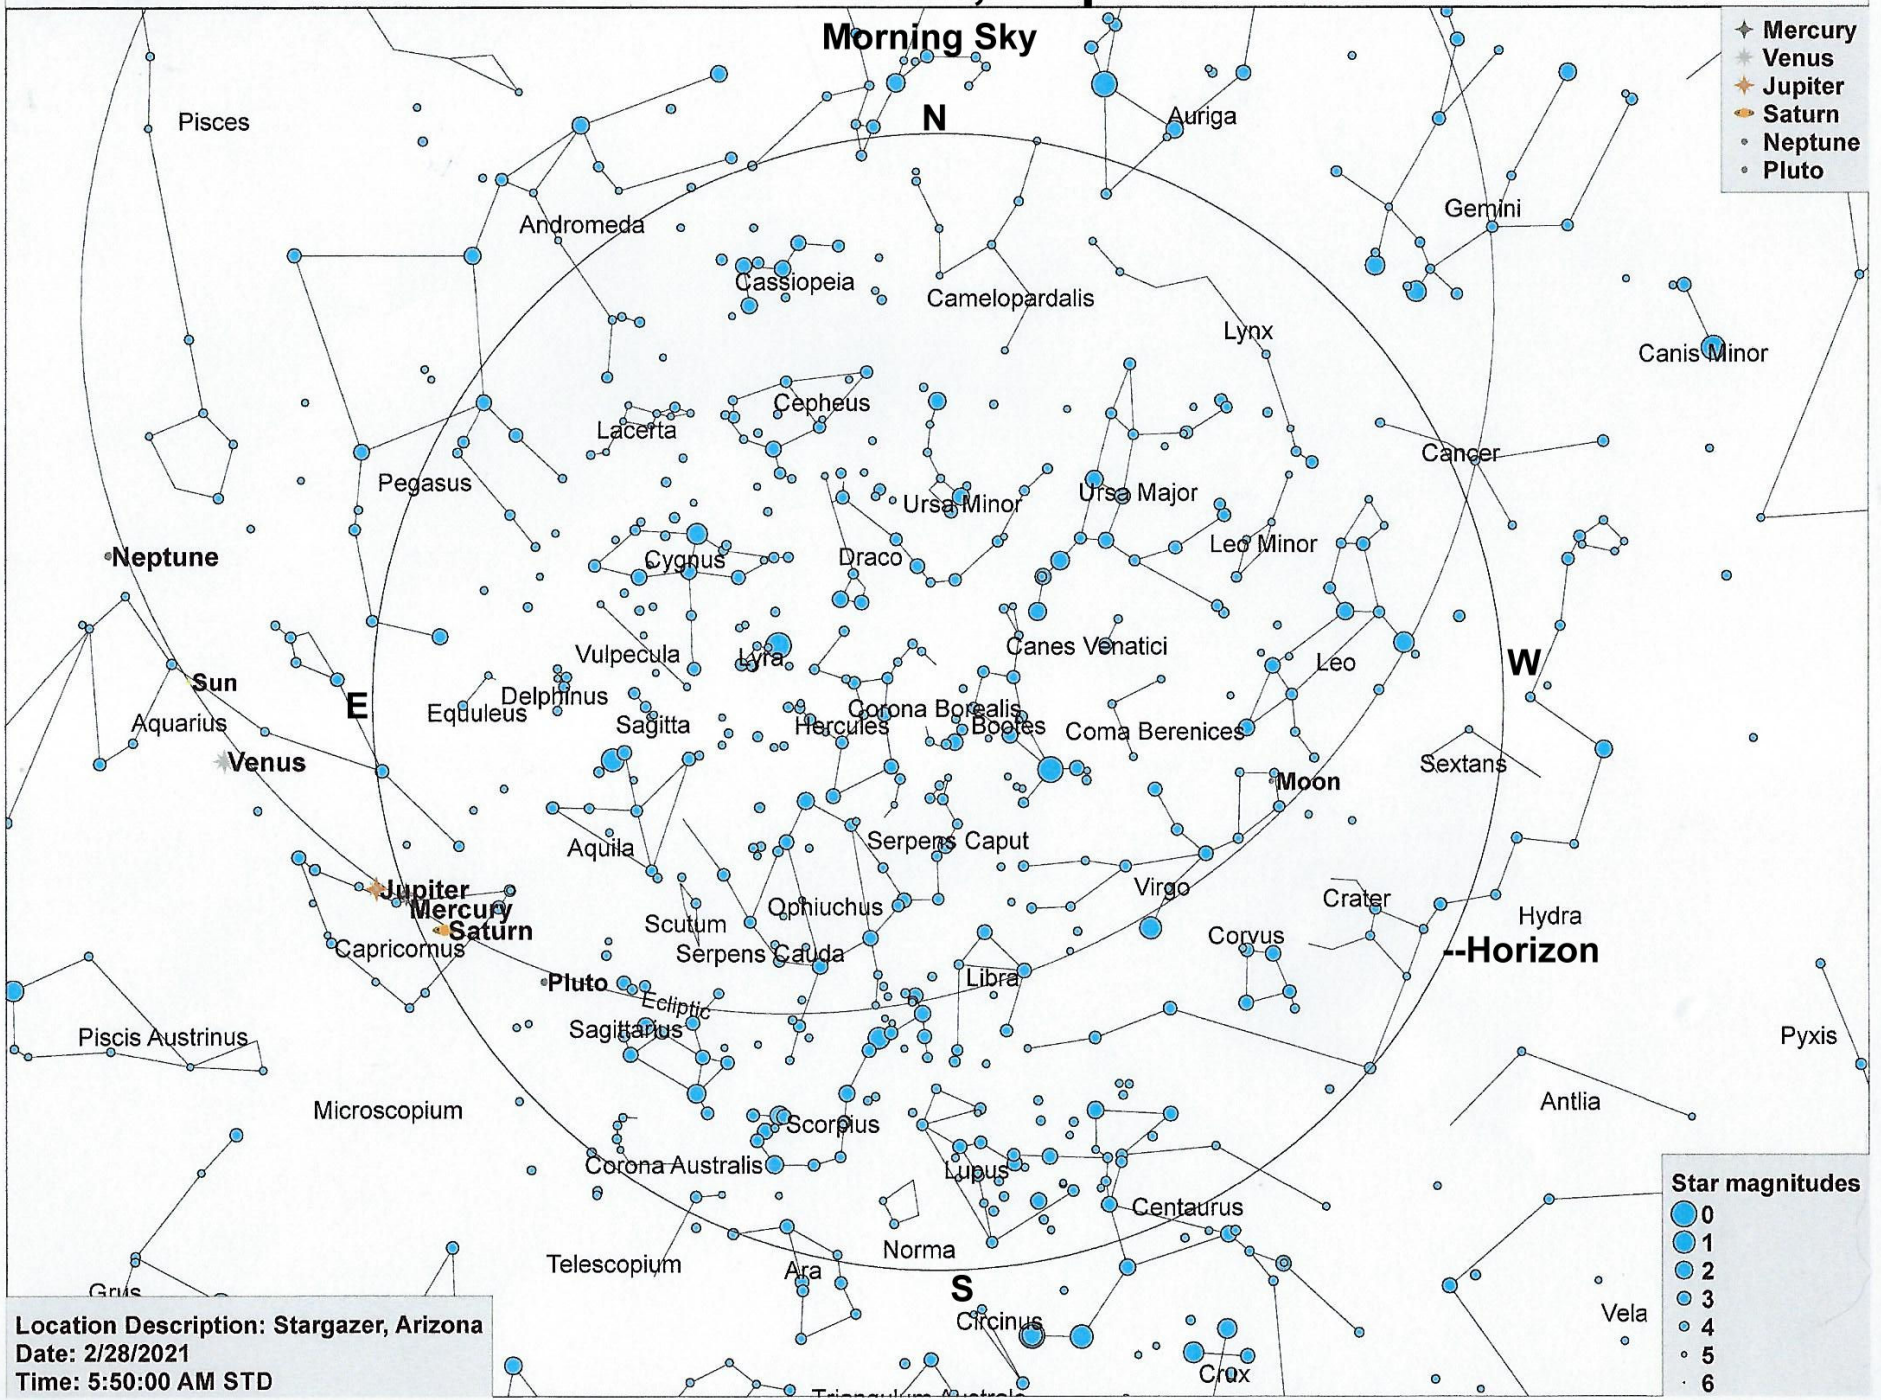 Morning Sky
Mercury
Venus
Jupiter
Saturn
Neptune
Pluto
N
Pisces
Auriga
Andromeda
Gemini
Cassiopeia
Camelopardalis
Lynx
Canis Minor
Cepheus
Lacerta
Cancer
Pegasus
Ursa Minor
Ursa Major
Neptune
Cygnus
Draco
Leo Minor
Vulpecula
Lyra
Canes Venatici
Leo
W
Sun
Delphinus
E
Equuleus
Corona Borealis
Aquarius
Sagitta
Hercules
Bootes
Coma Berenices
Venus
Sextans
Moon
Aquila
Serpens Caput
Jupiter
Virgo
Mercury
Ophiuchus
Crater
Hydra
Scutum
Saturn
Corvus
Capricornus
Serpens Cauda
--Horizon
Pluto
Libra
Ecliptic
Piscis Austrinus
Sagittarius
Pyxis
Microscopium
Antlia
Scorpius
Corona Australis
Lupus
Star magnitudes
Centaurus
0
1
Norma
Telescopium
Ara
2
Grus
S
3
Circinus
Vela
4
Location Description: Stargazer, Arizona
Date: 2/28/2021
5
Crux
Time: 5:50:00 AM STD
6
Triangulum Australe